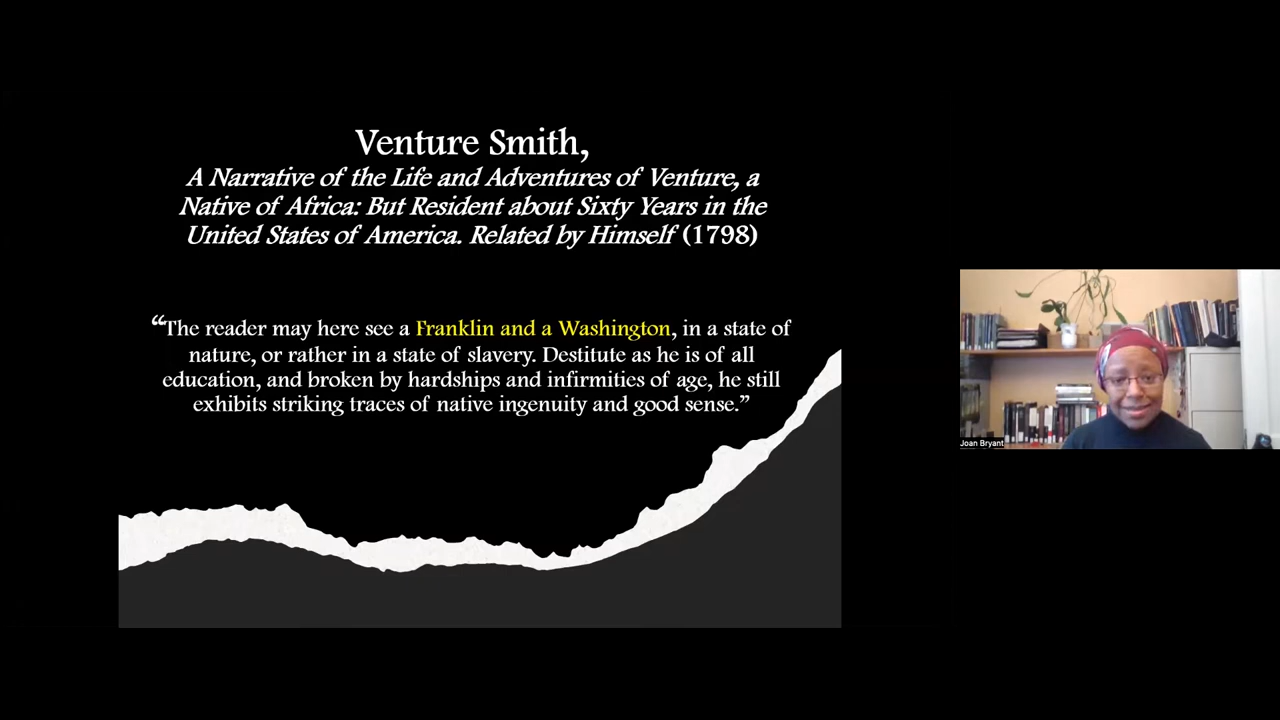 Venture Smith,
A Narrative of the Life and Adventures of Venture, a
Native of Africa: But Resident about Sixty Years in the
United States of America. Related by Himself (1798)
“The reader may here see a Franklin and a Washington, in a state of
nature, or rather in a state of slavery. Destitute as he is of all
education, and broken by hardships and infirmities of age, he still
exhibits striking traces of native ingenuity and good sense.”
Joan Bryant